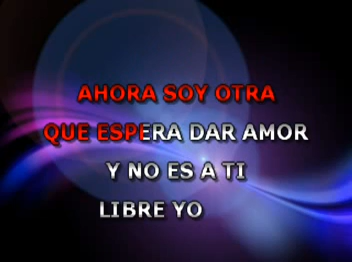 AHORA SOY OTRA
QUE ESPERA DAR AMOR
Y NO ES A TI
LIBRE YO